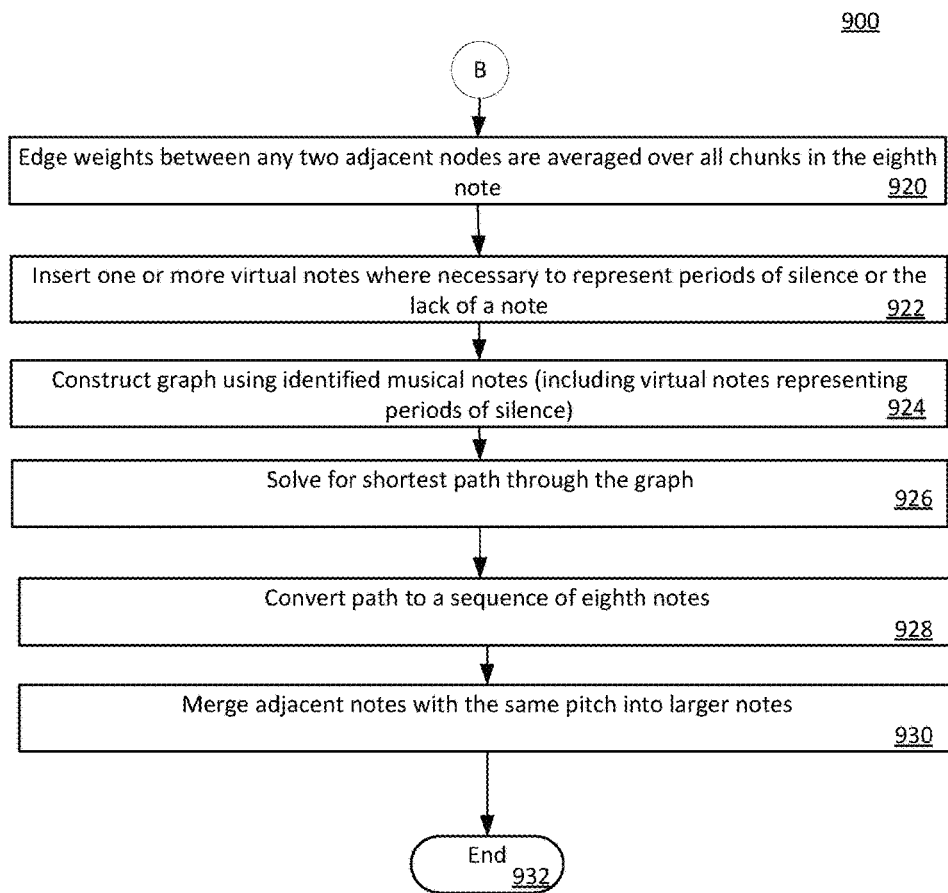 900
B
Edge weights between any two adjacent nodes are averaged over all chunks in the eighth
note
920
Insert one or more virtual notes where necessary to represent periods of silence or the
lack of a note
922
Construct graph using identified musical notes (including virtual notes representing
periods of silence)
924
Solve for shortest path through the graph
926
Convert path to a sequence of eighth notes
928
Merge adjacent notes with the same pitch into larger notes
930
End
932